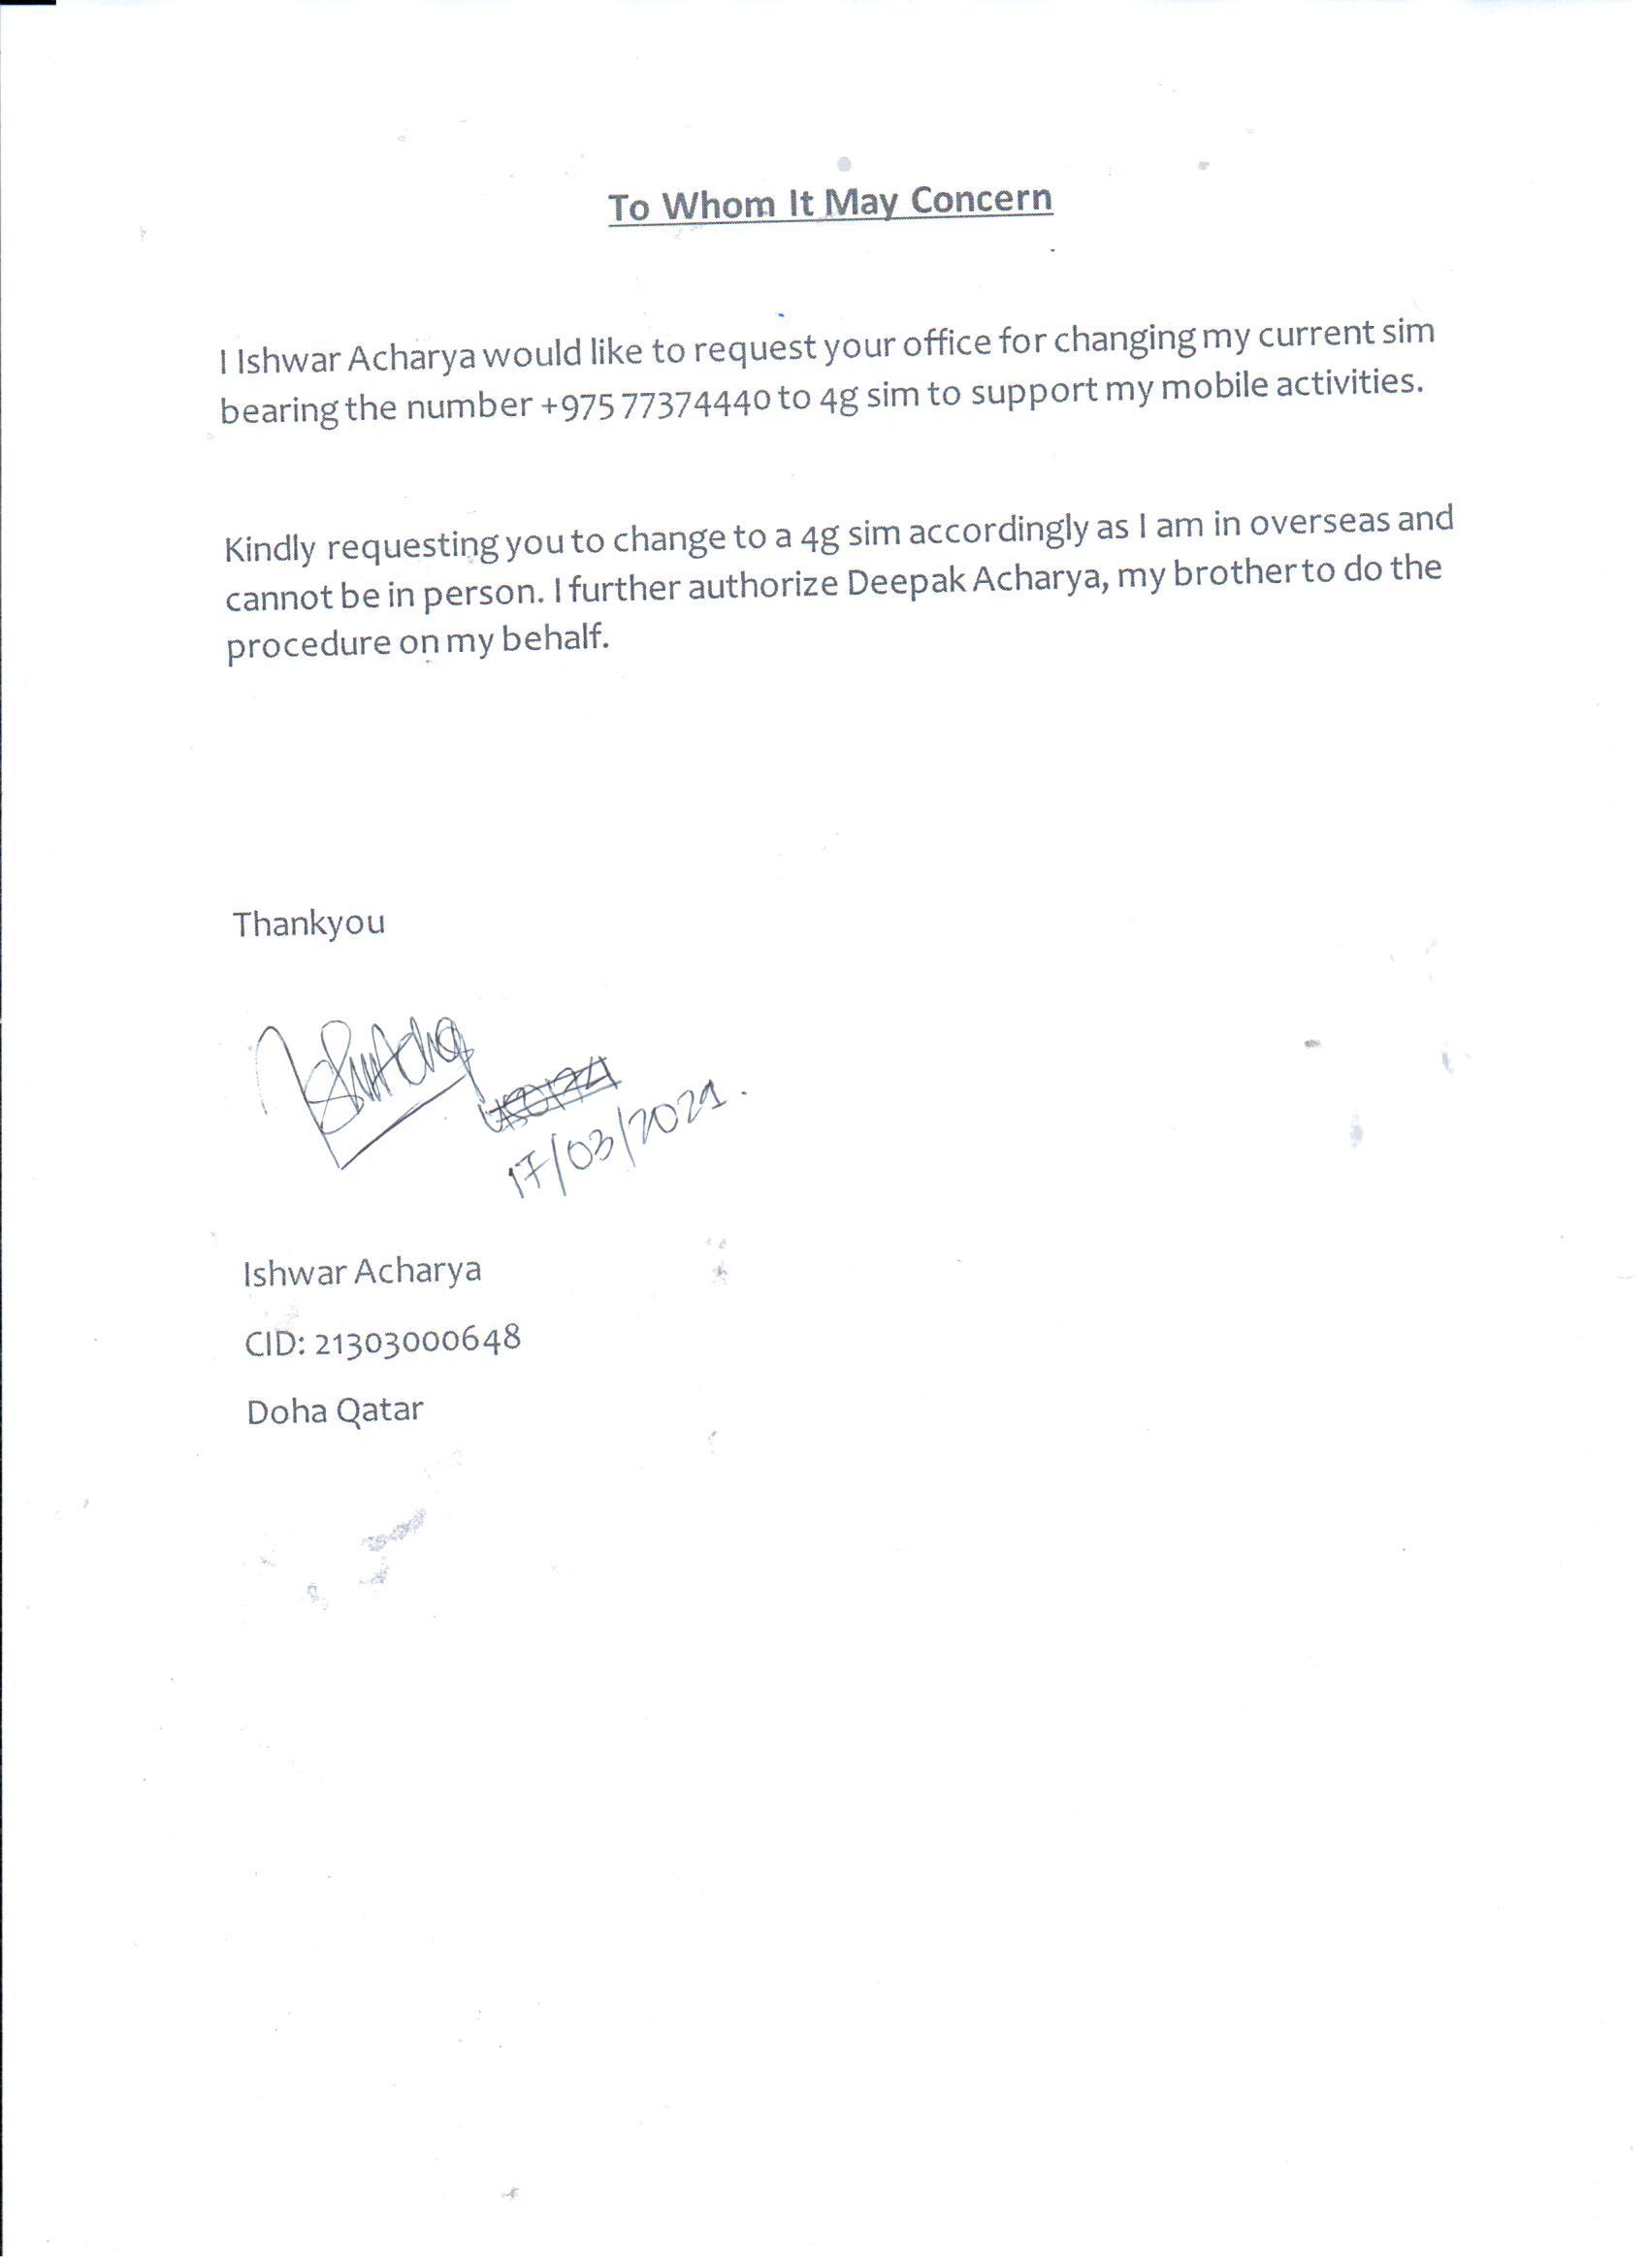 To Whom It May Concern
I Ishwar Acharya would like to request your office for changing my current sim
bearing the number +975 77374440 to 4g sim to support my mobile activities.
Kindly requesting you to change to a 4g sim accordingly as I am in overseas and
cannot be in person. I further authorize Deepak Acharya, my brother to do the
procedure on my behalf.
Thankyou
17/03/2021.
Ishwar Acharya
CID: 21303000648
Doha Qatar